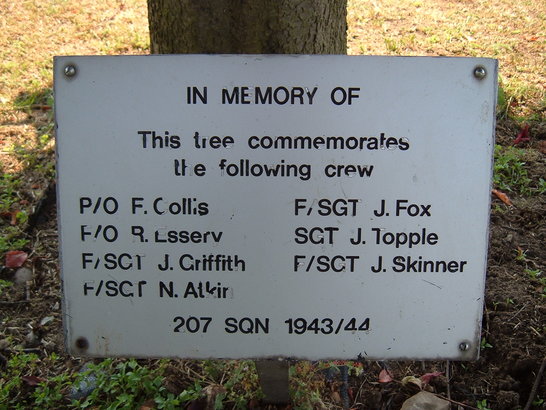 IN MEMORY OF
This tree commemorates
the following crew
P/O F. Collis
F/SGT J. Fox
F/O R. Esserv
SGT J. Topple
F/SGT J. Griffith
F/SGT J. Skinner
F/SGT N. Atkin
207 SQN 1943/44